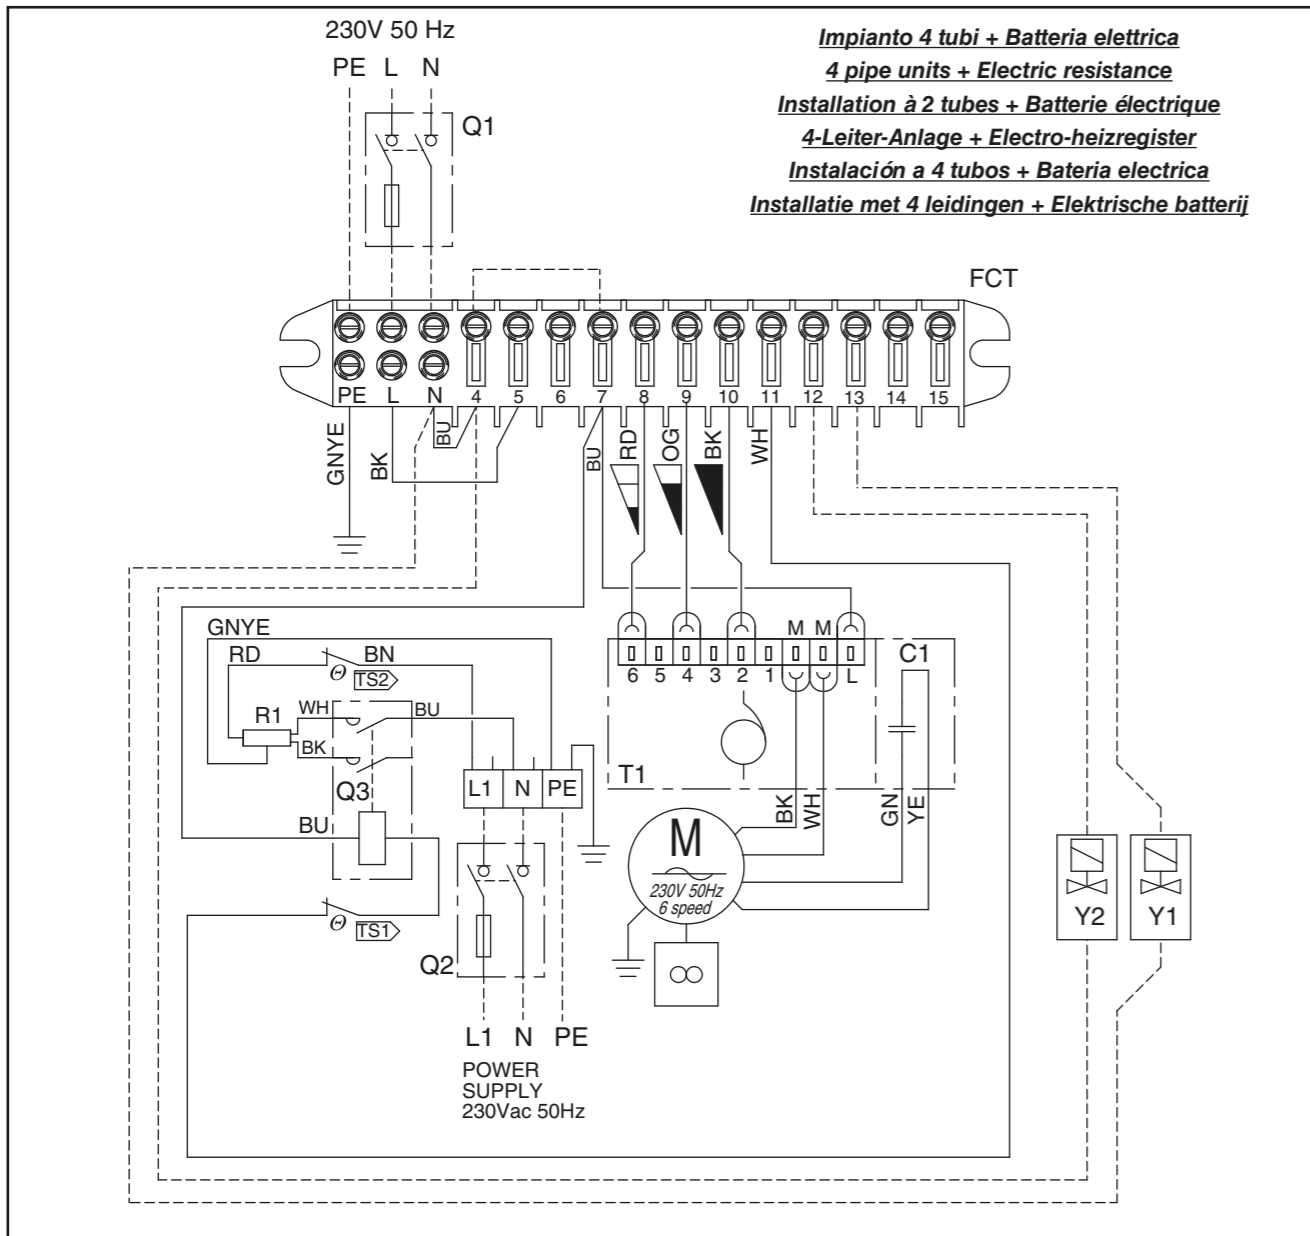 230V 50 Hz
PE L N
Q1
Impianto 4 tubi + Batteria elettrica
4 pipe units + Electric resistance
Installation à 2 tubes + Batterie électrique
4-Leiter-Anlage + Electro-heizregister
Instalación a 4 tubos + Bateria electrica
Installatie met 4 leidingen + Elektrische batterij
FCT
PE L N 4 5 6 7 8 9 10 11 12 13 14 15
GNYE
BK
BU
BU
RD
OG
BK
WH
GNYE
RD
BN
Θ TS2
R1
WH
BU
BK
Q3
BU
Θ TS1
L1 N PE
Q2
L1 N PE
POWER
SUPPLY
230Vac 50Hz
M M
6 5 4 3 2 1 L
C1
T1
BK
WH
GN
YE
M
230V 50Hz
6 speed
Y2
Y1